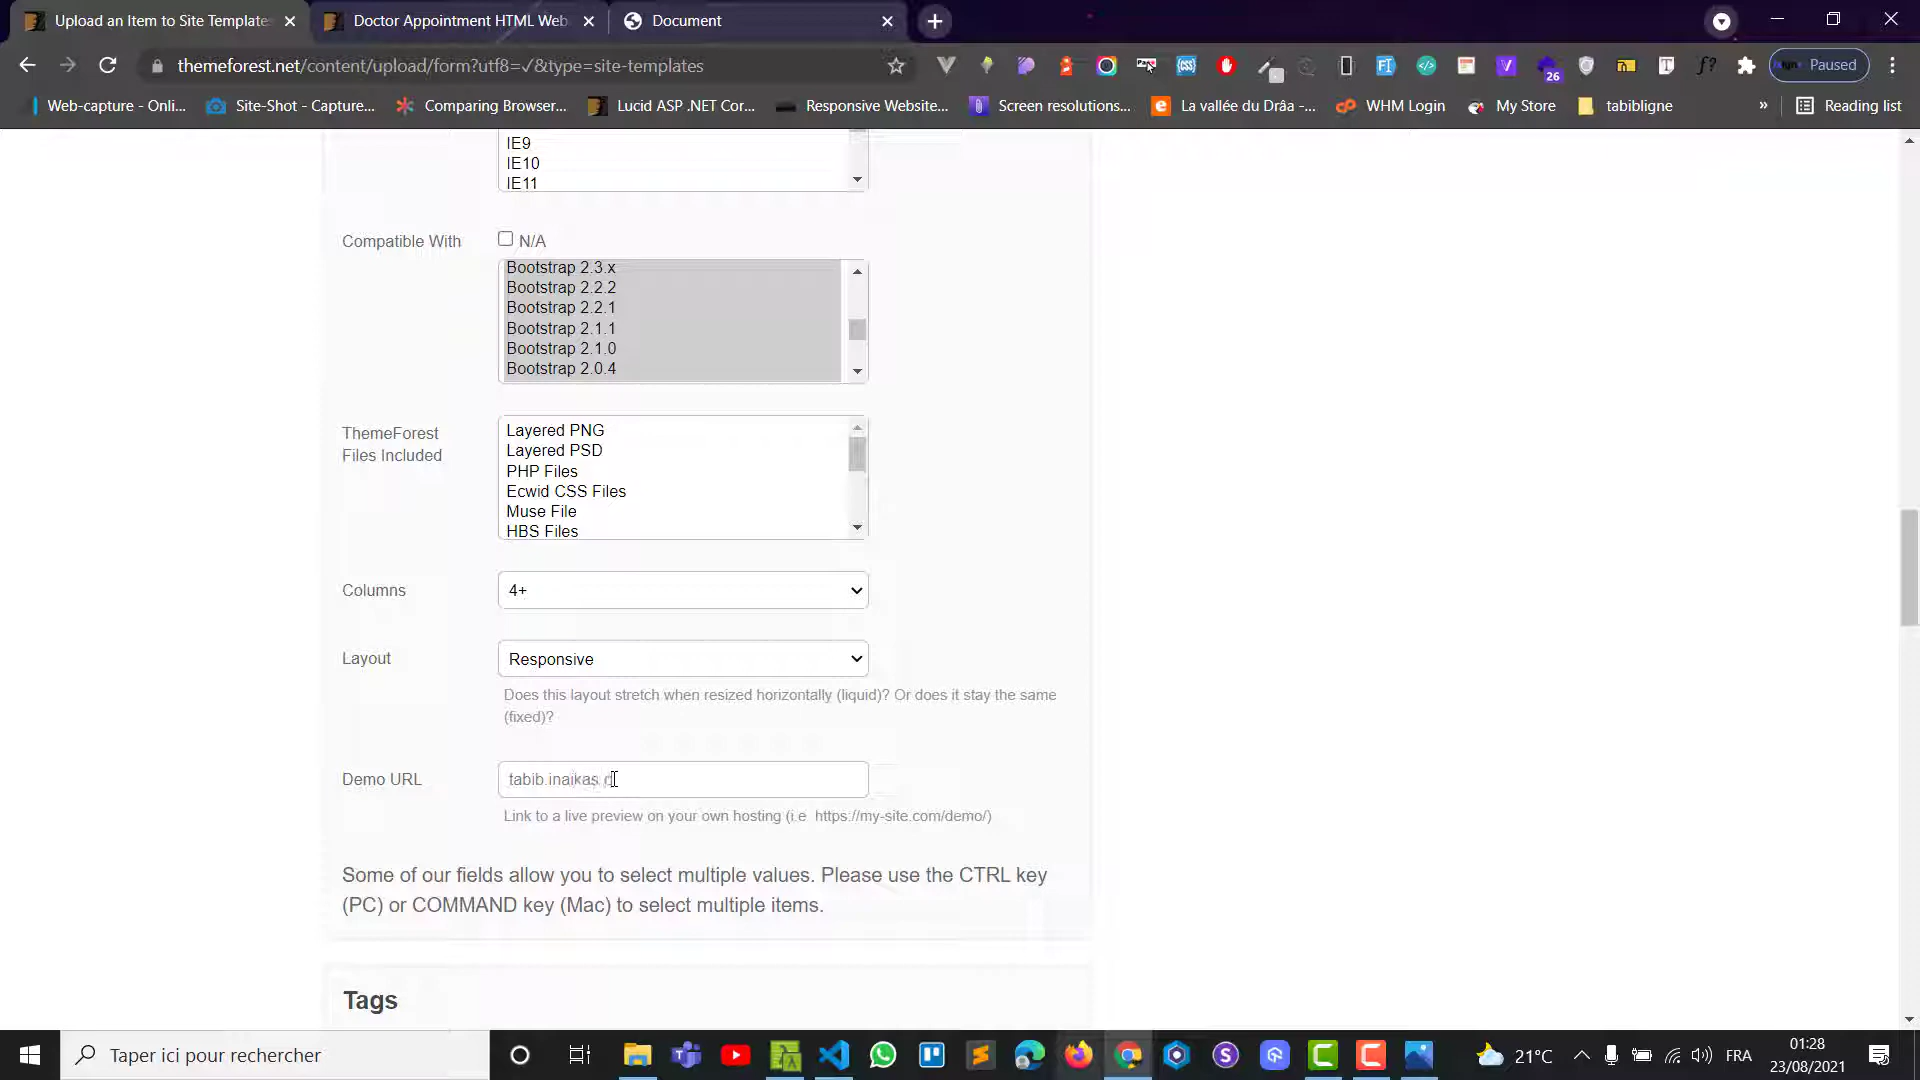 Upload an Item to Site Templates
Doctor Appointment HTML Web
Document
themeforest.net/content/upload/form?utf8=✓&type=site-templates
26
Paused
Web-capture - Onli...
Site-Shot - Capture...
Comparing Browser...
Lucid ASP .NET Cor...
Responsive Website...
Screen resolutions...
La vallée du Drâa -...
WHM Login
My Store
tabibligne
»
Reading list
IE9
IE10
IE11
Compatible With
N/A
Bootstrap 2.3.x
Bootstrap 2.2.2
Bootstrap 2.2.1
Bootstrap 2.1.1
Bootstrap 2.1.0
Bootstrap 2.0.4
ThemeForest
Files Included
Layered PNG
Layered PSD
PHP Files
Ecwid CSS Files
Muse File
HBS Files
Columns
4+
Layout
Responsive
Does this layout stretch when resized horizontally (liquid)? Or does it stay the same
(fixed)?
Demo URL
tabib.inaikas
Link to a live preview on your own hosting (i.e https://my-site.com/demo/)
Some of our fields allow you to select multiple values. Please use the CTRL key
(PC) or COMMAND key (Mac) to select multiple items.
Tags
Taper ici pour rechercher
21°C
FRA
01:28
23/08/2021